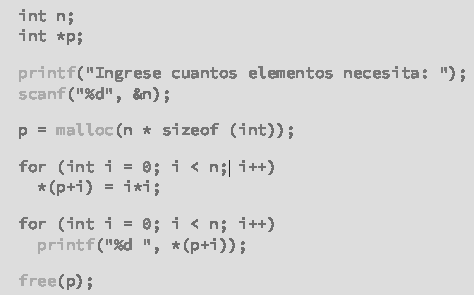 int n;
int *p;
printf("Ingrese cuantos elementos necesita: ");
scanf("%d", &n);
p = malloc(n * sizeof (int));
for (int i = 0; i < n; i++)
*(p+i) = i*i;
for (int i = 0; i < n; i++)
printf("%d ", *(p+i));
free(p);